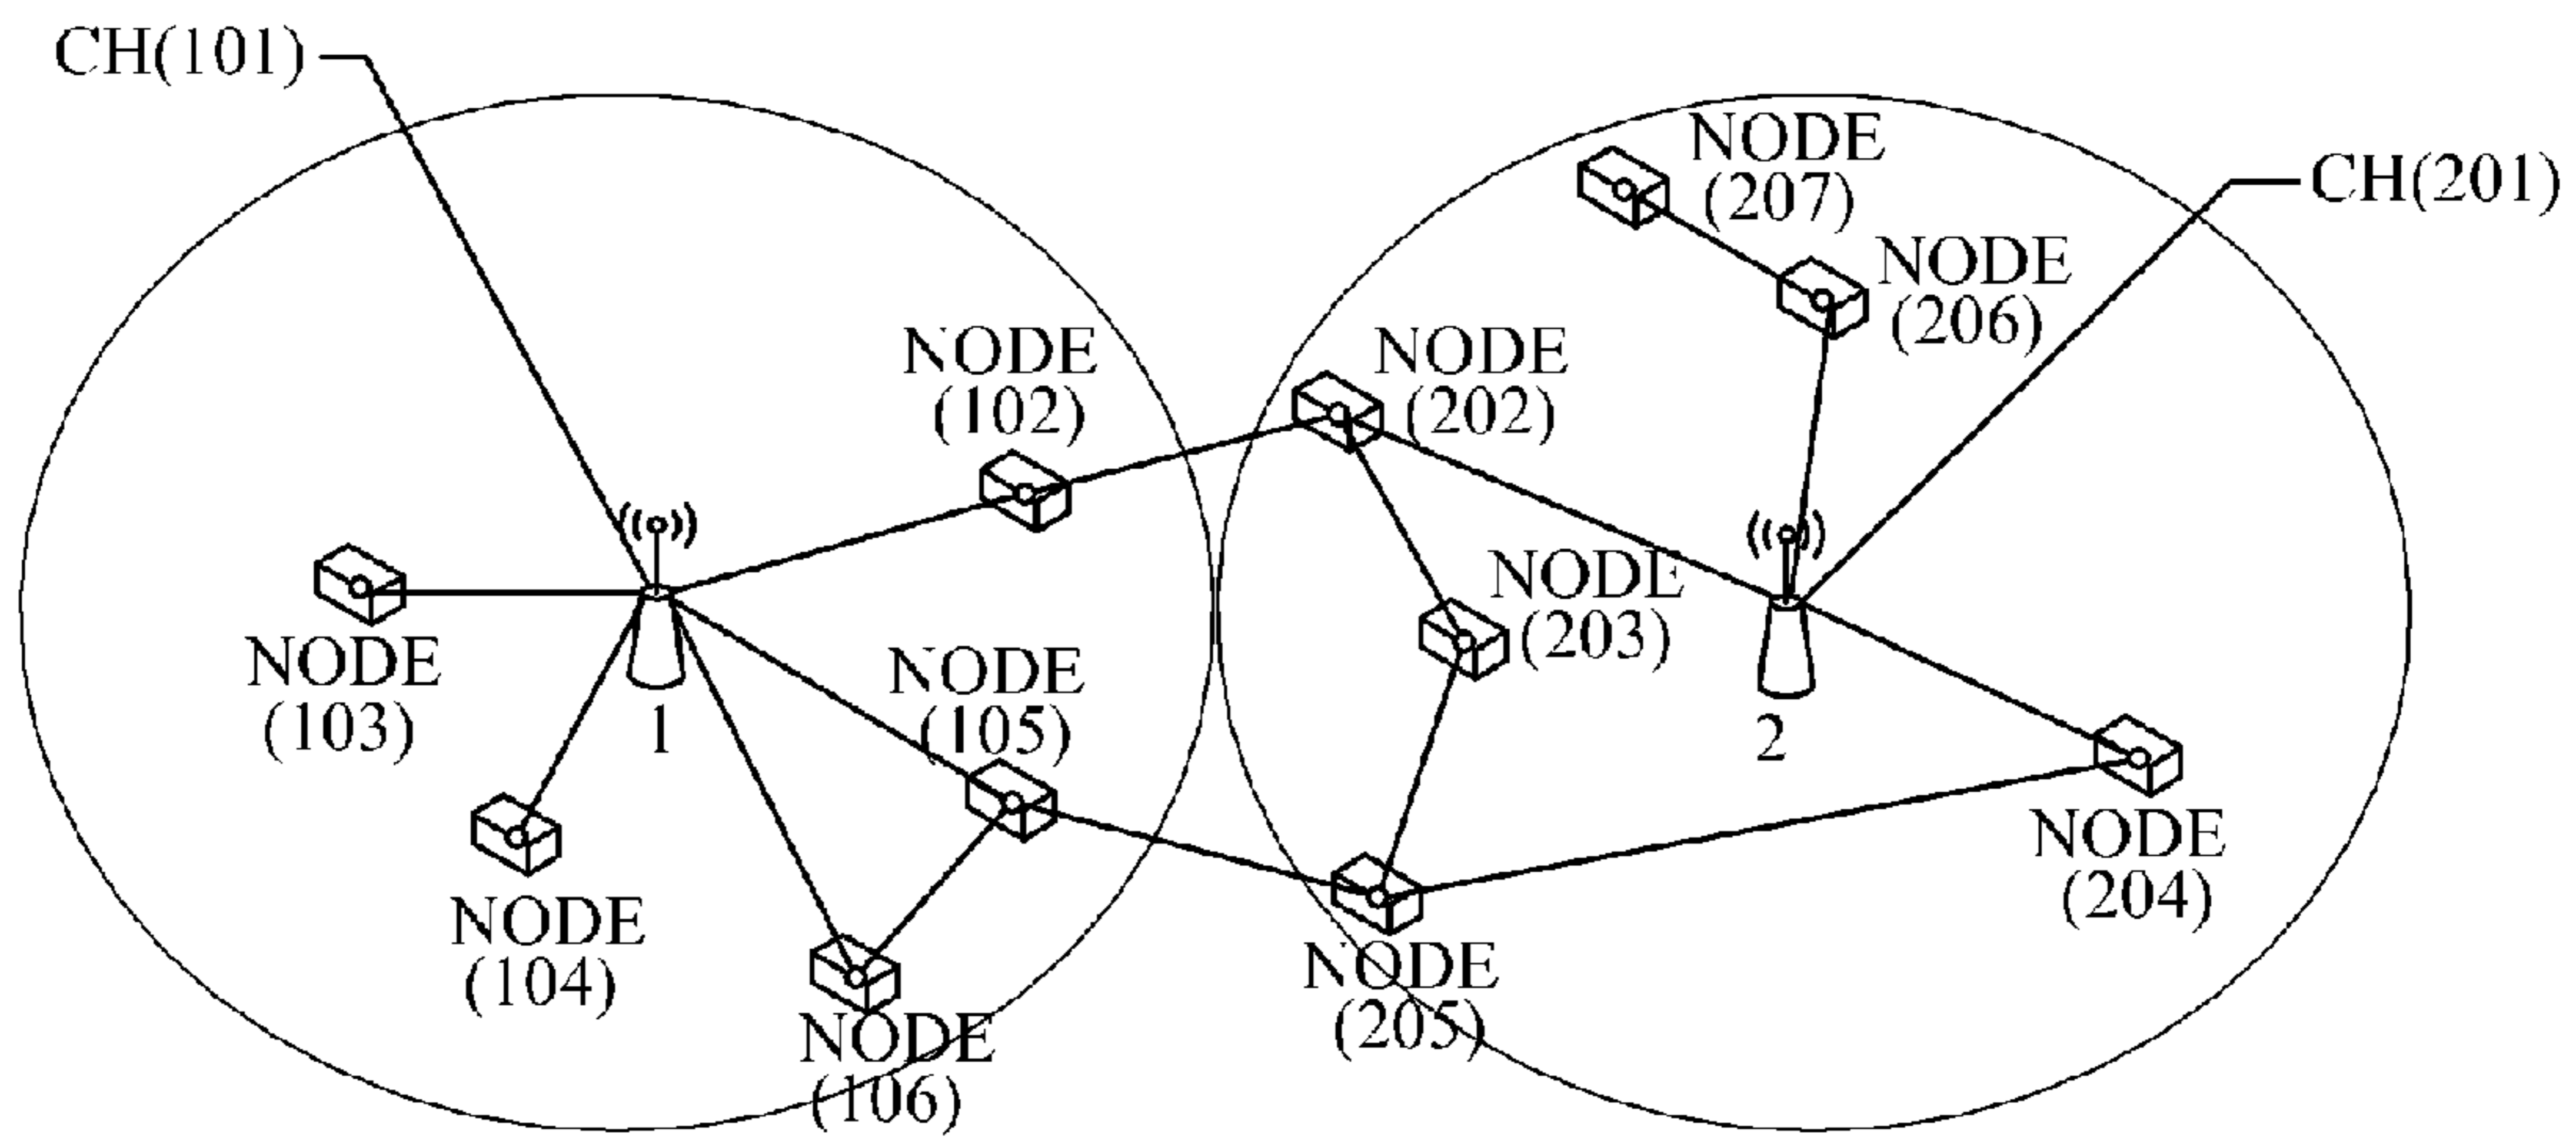 CH(101)
NODE
(207)
CH(201)
NODE
(206)
NODE
(102)
NODE
(202)
NODE
(203)
NODE
(103)
1
NODE
(105)
2
NODE
(104)
NODE
(204)
NODE
(106)
NODE
(205)